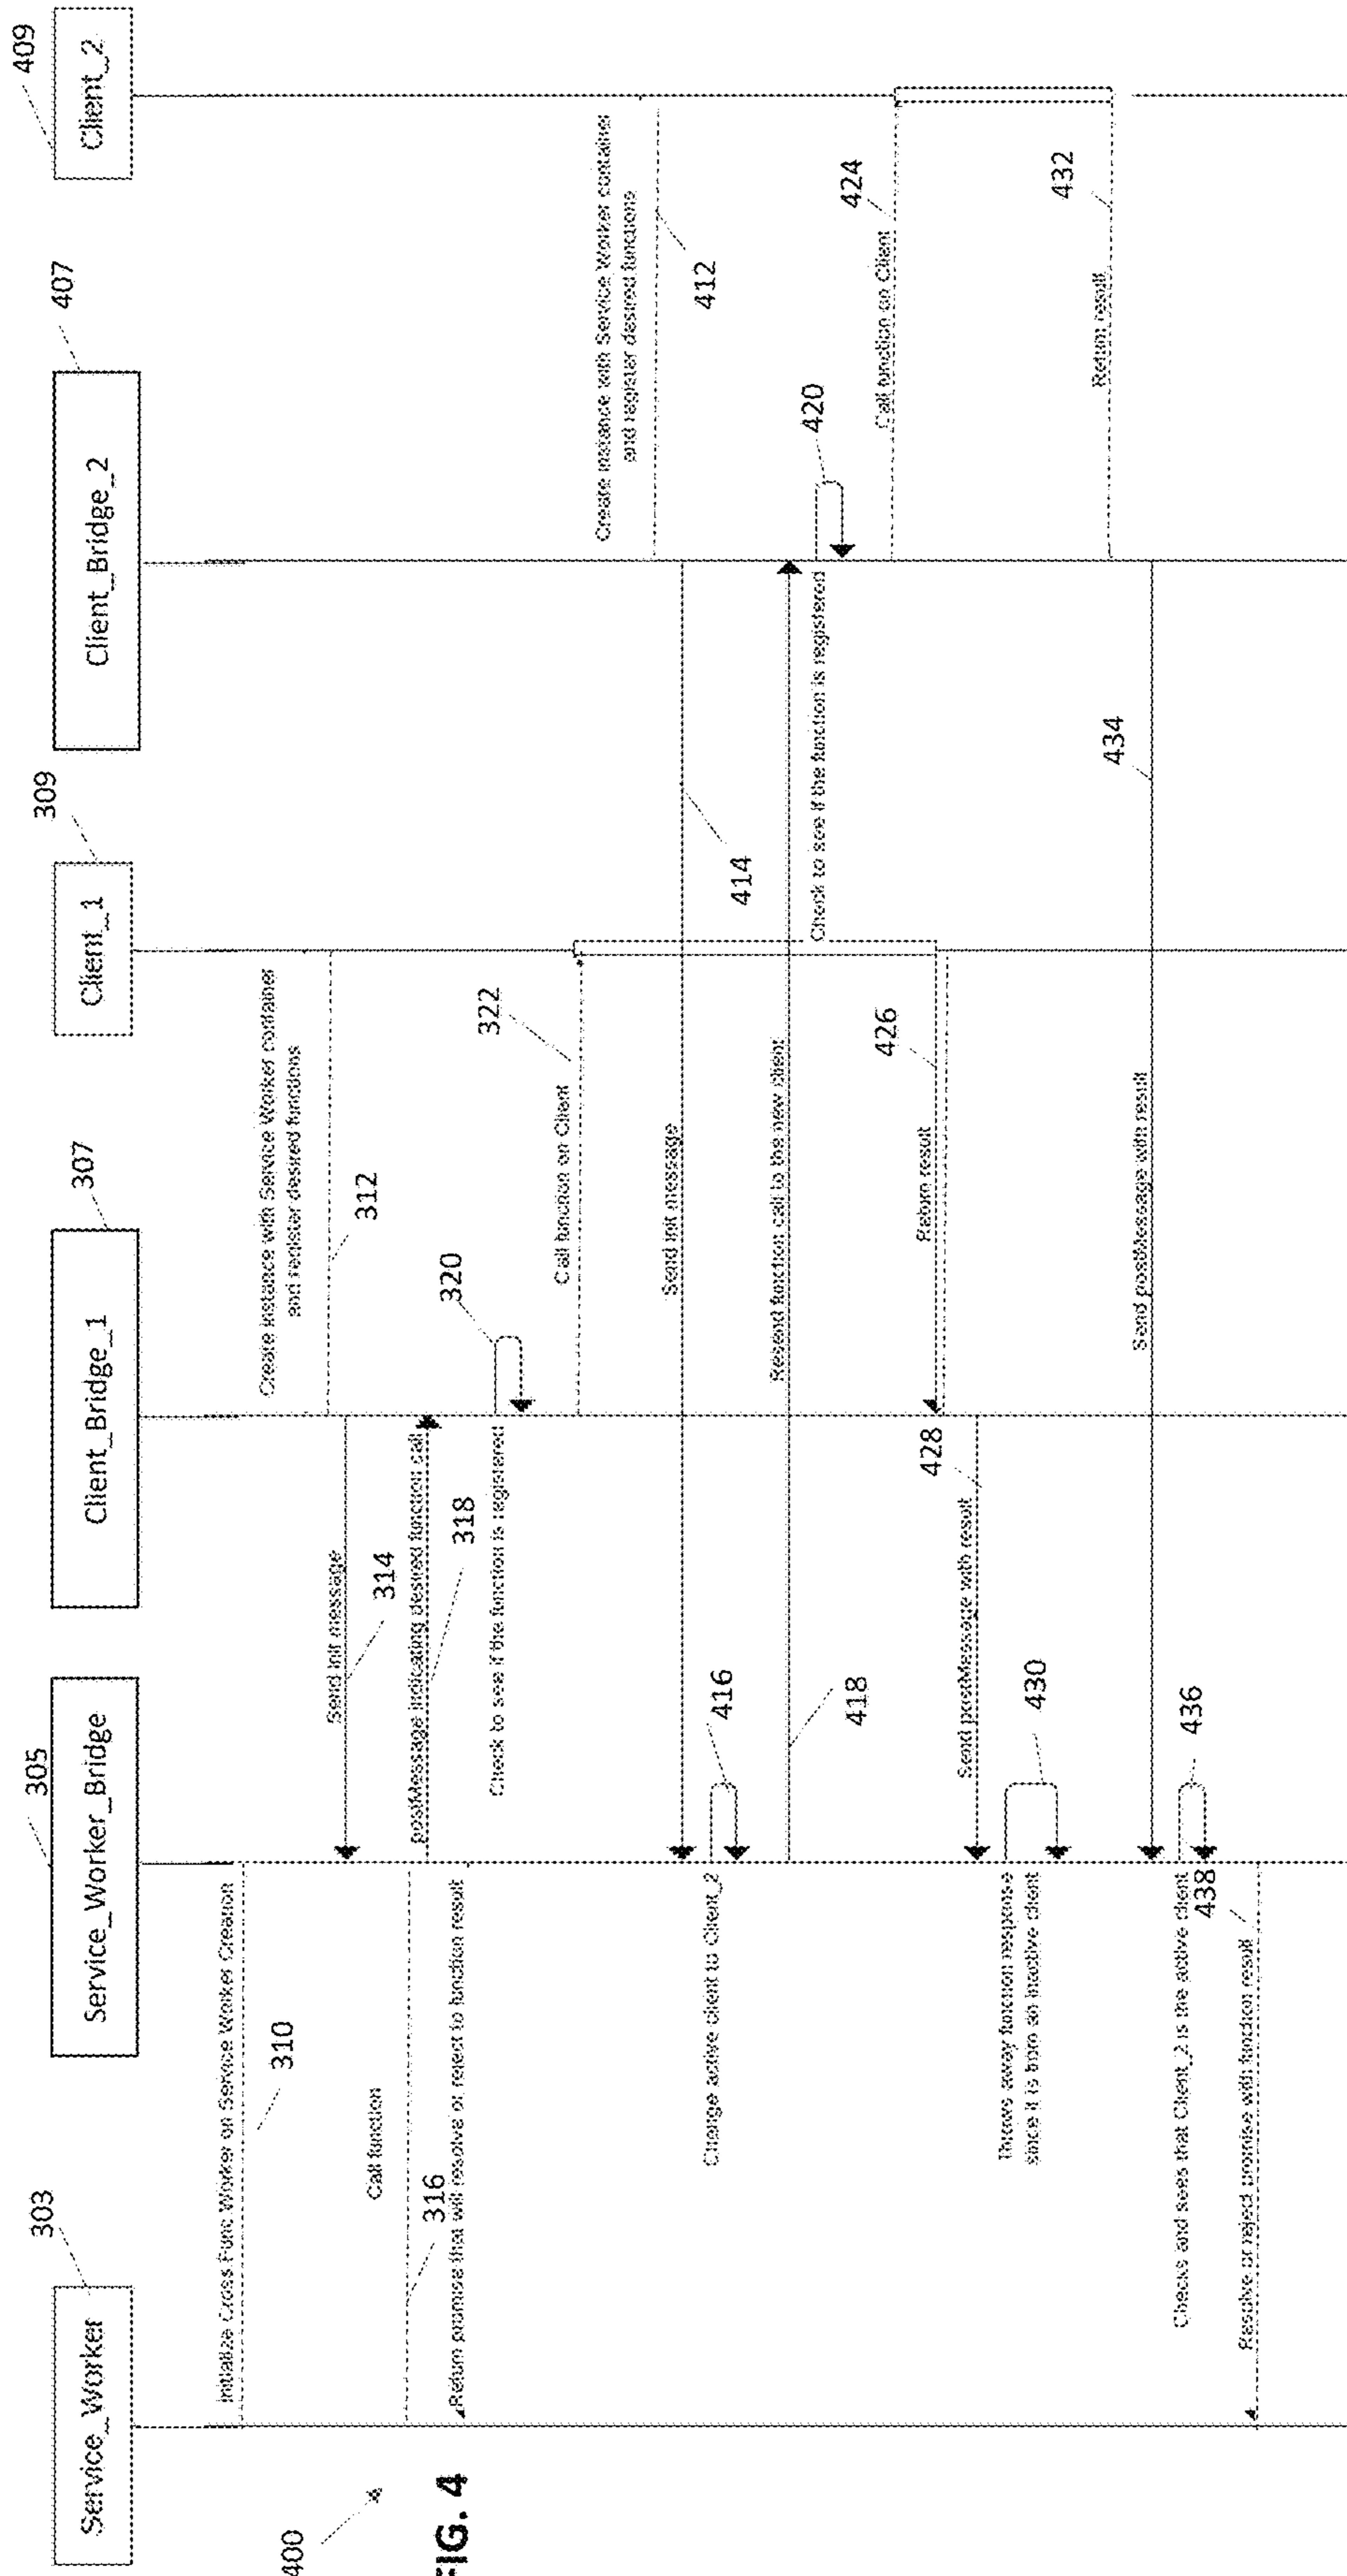 303
Service_Worker
305
Service_Worker_Bridge
307
Client_Bridge_1
309
Client_1
407
Client_Bridge_2
409
Client_2
Initialize Cross Func Worker on Service Worker Creation
310
Create instance with Service Worker container
and register desired functions
312
Send init message
314
Call function
316
postMessage indicating desired function call
318
Return promise that will resolve or reject to function result
Check to see if the function is registered
320
Call function on Client
322
Create instance with Service Worker container
and register desired functions
412
Send init message
414
Change active client to Client_2
416
Resend function call to the new client
418
Check to see if the function is registered
420
Call function on Client
424
Return result
426
Send postMessage with result
428
Throws away function response
since it is from an inactive client
430
Return result
432
Send postMessage with result
434
Checks and sees that Client_2 is the active client
436
438
Resolve or reject promise with function result
400
FIG. 4